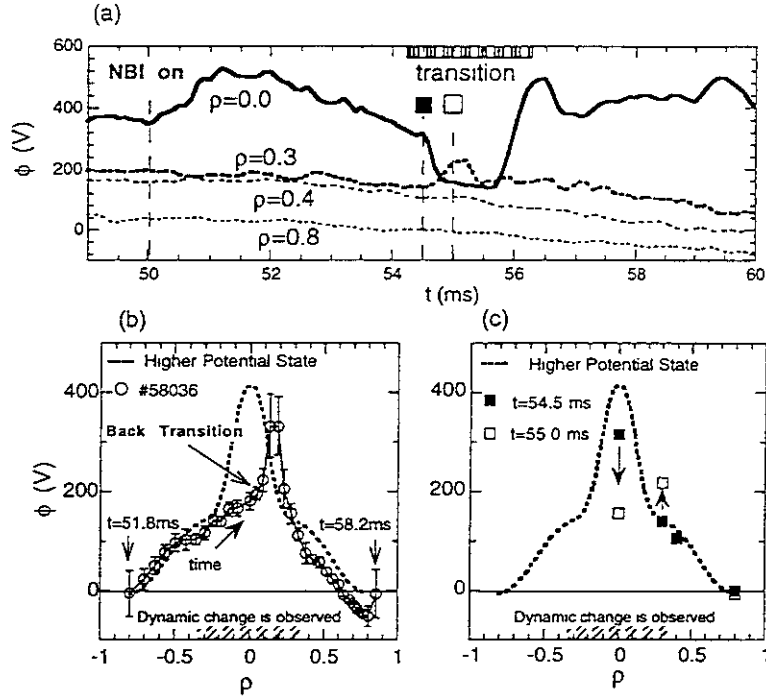 (a)
600
400
200
0
φ (V)
NBI on
transition
ρ=0.0
ρ=0.3
ρ=0.4
ρ=0.8
50
52
54
56
58
60
t (ms)
(b)
Higher Potential State
#58036
400
200
0
φ (V)
Back Transition
t=51.8ms
t=58.2ms
time
Dynamic change is observed
-1
-0.5
0
0.5
1
ρ
(c)
Higher Potential State
t=54.5 ms
t=55 0 ms
400
200
0
φ (V)
Dynamic change is observed
-1
-0.5
0
0.5
1
ρ